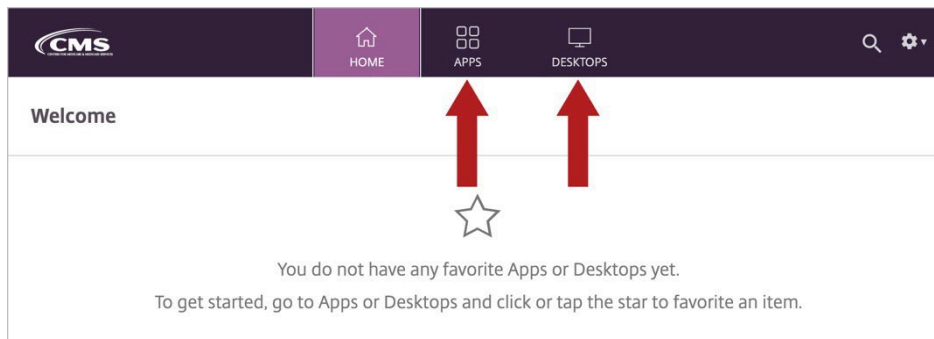 CMS
HOME
APPS
DESKTOPS
Welcome
You do not have any favorite Apps or Desktops yet.
To get started, go to Apps or Desktops and click or tap the star to favorite an item.